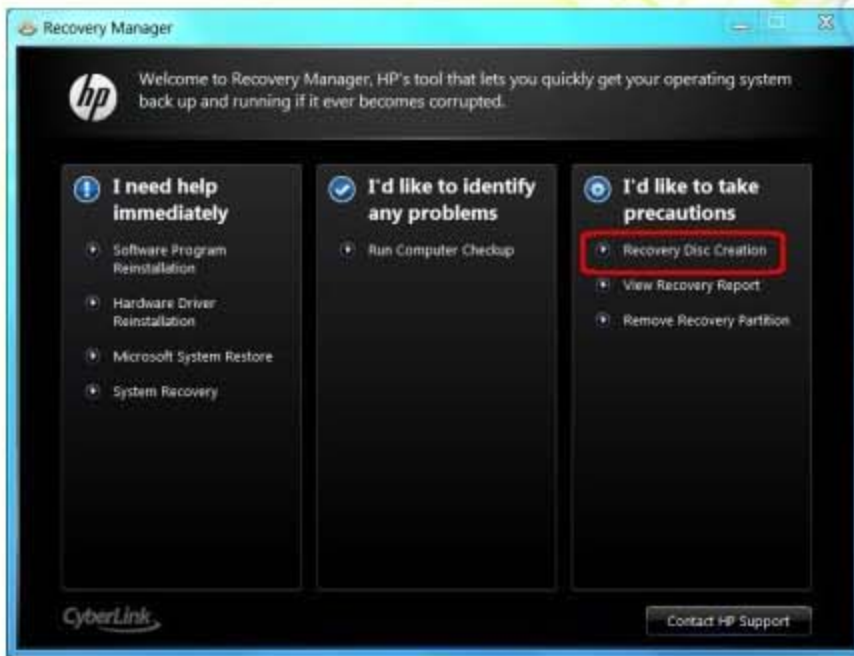 Recovery Manager
hp
Welcome to Recovery Manager, HP's tool that lets you quickly get your operating system
back up and running if it ever becomes corrupted.
I need help
immediately
Software Program
Reinstallation
Hardware Driver
Reinstallation
Microsoft System Restore
System Recovery
I'd like to identify
any problems
Run Computer Checkup
I'd like to take
precautions
Recovery Disc Creation
View Recovery Report
Remove Recovery Partition
CyberLink
Contact HP Support